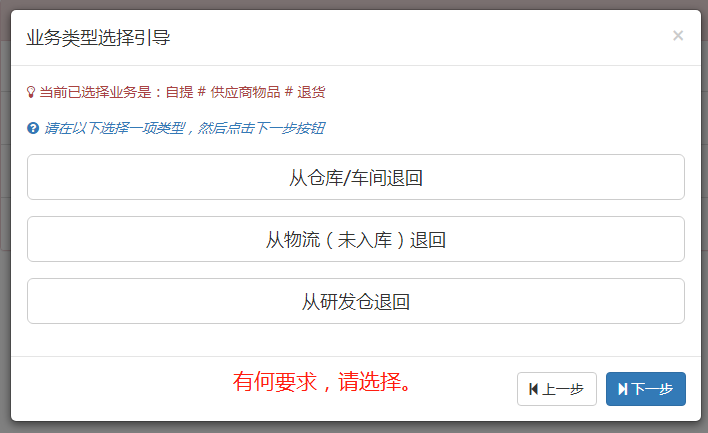 业务类型选择引导
×
当前已选择业务是：自提 # 供应商物品 # 退货
请在以下选择一项类型，然后点击下一步按钮
从仓库/车间退回
从物流（未入库）退回
从研发仓退回
有何要求，请选择。
上一步
下一步